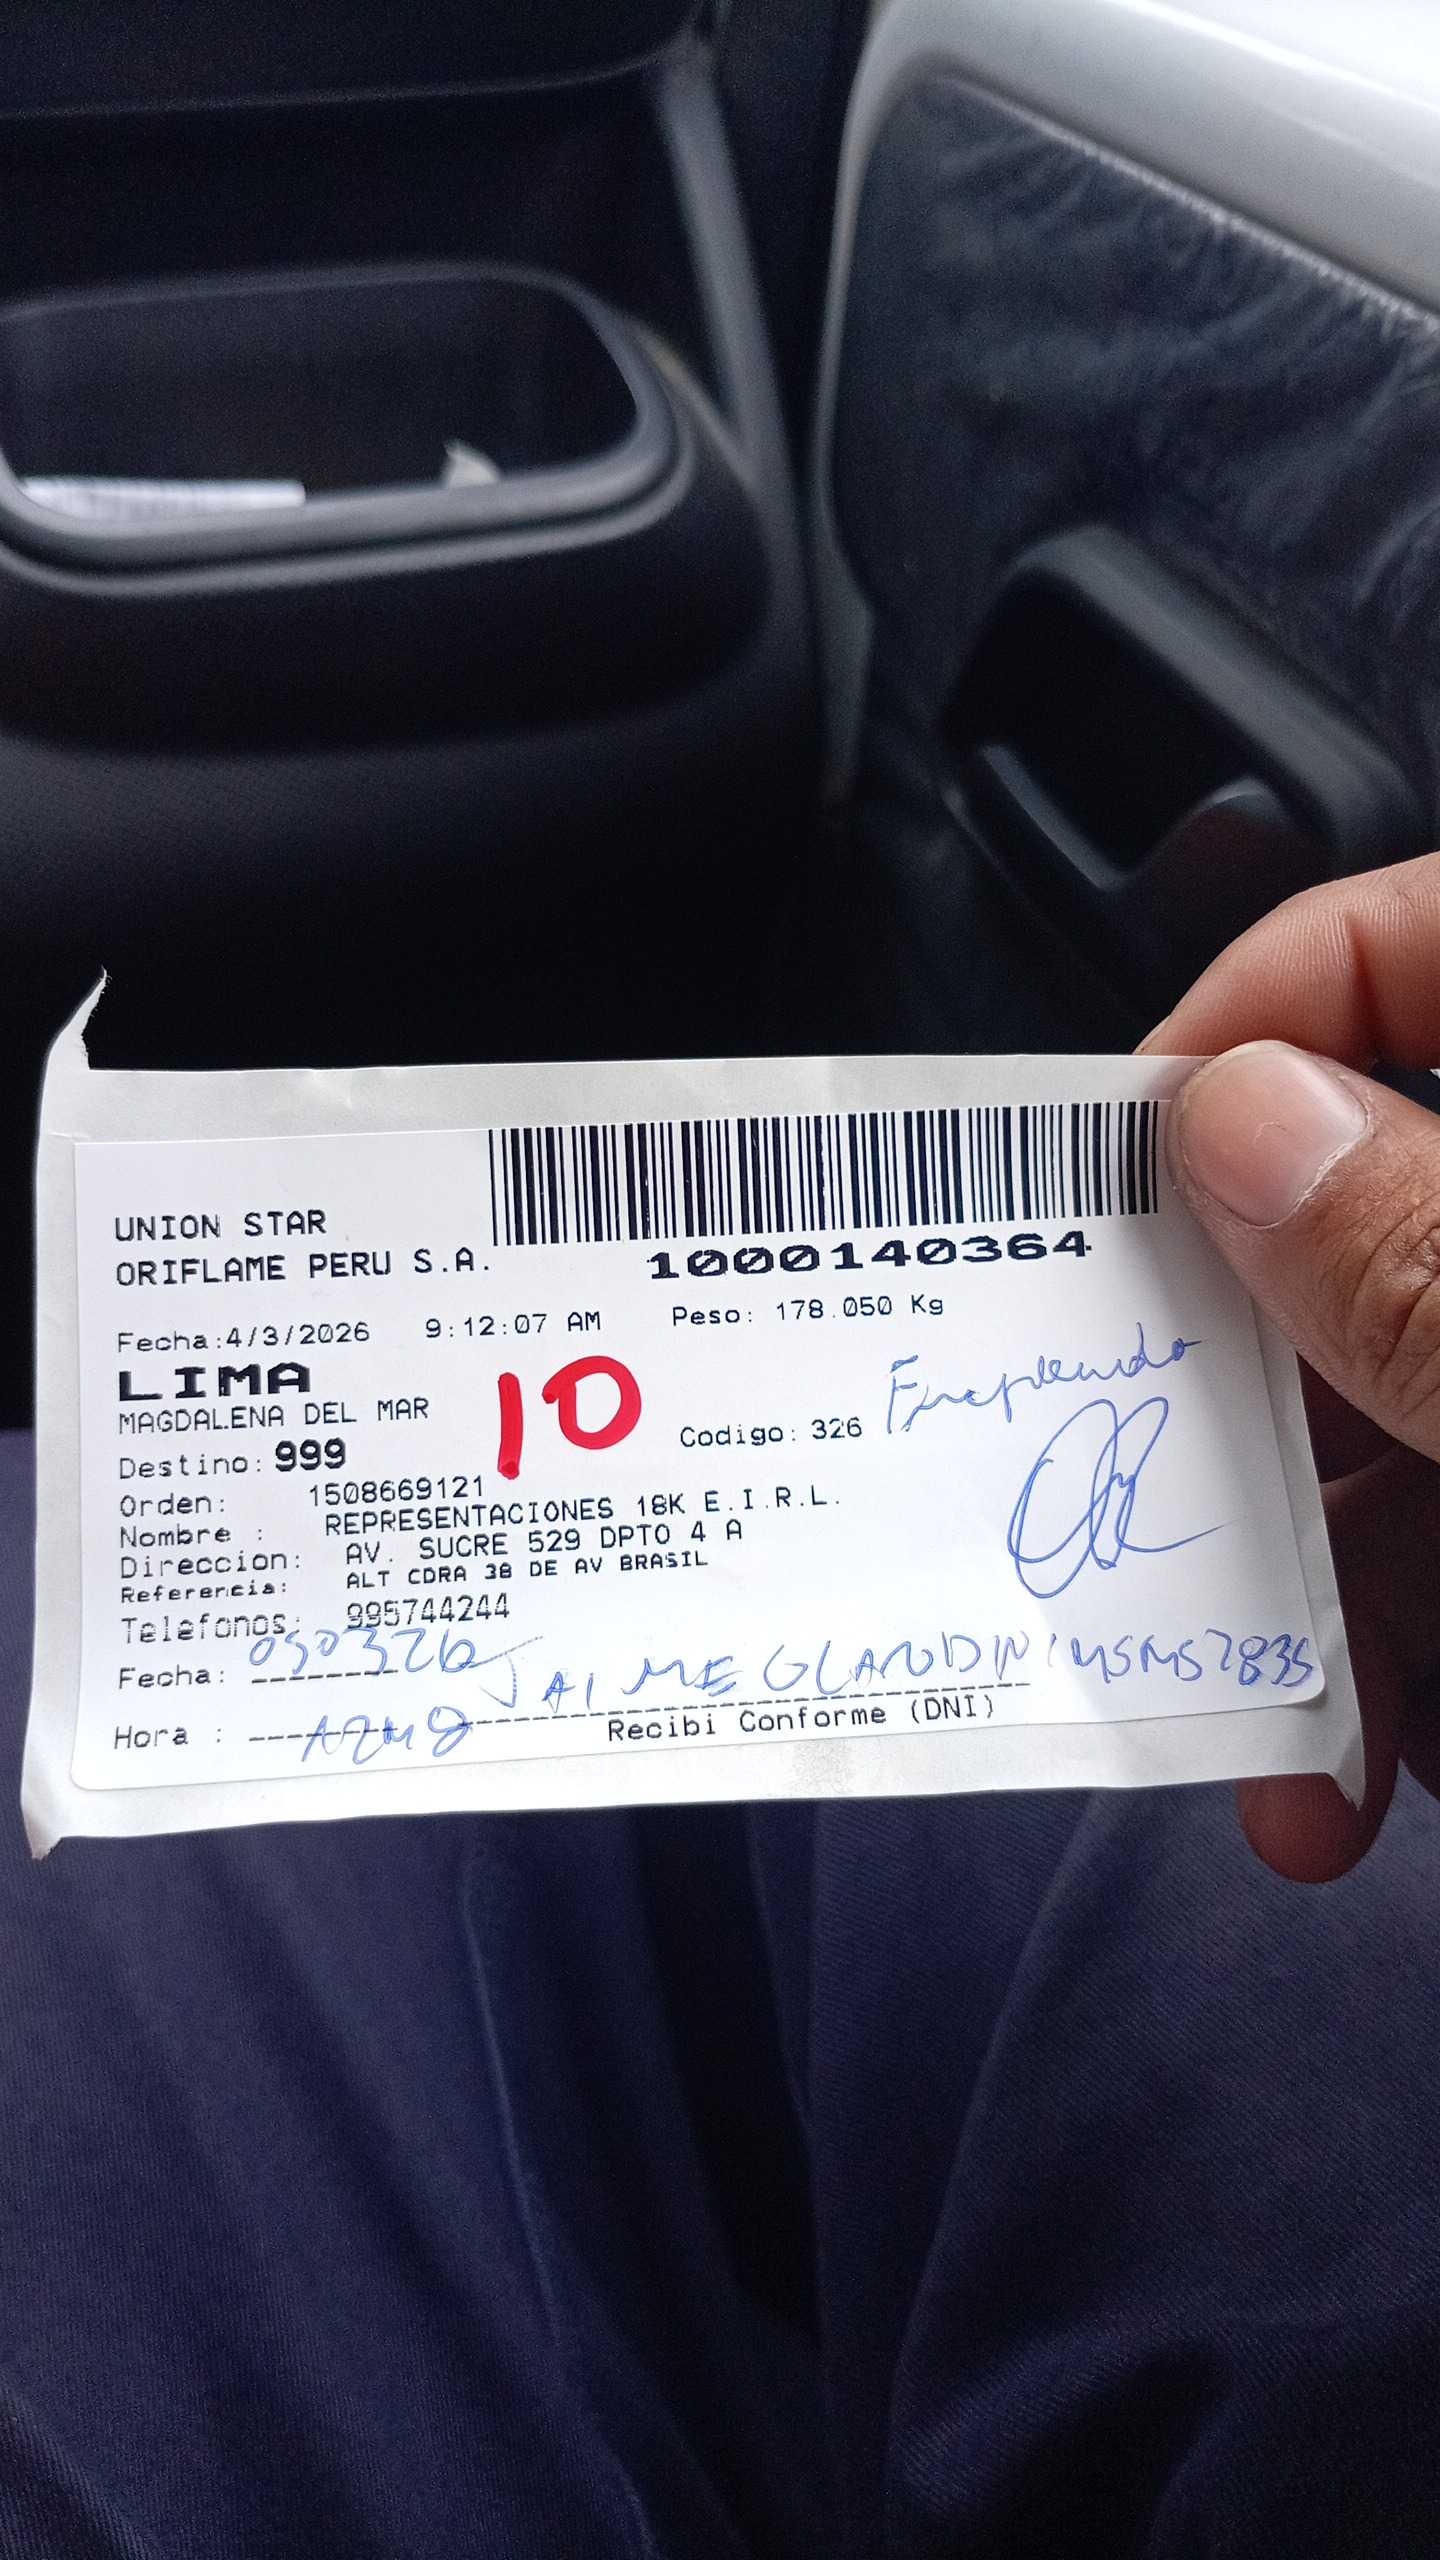 UNION STAR
ORIFLAME PERU S.A.
1000140364
Fecha:4/3/2026 9:12:07 AM Peso: 178.050 Kg
LIMA
MAGDALENA DEL MAR
10
Destino: 999
Codigo: 326
Orden: 1508669121
Nombre : REPRESENTACIONES 18K E.I.R.L.
Direccion: AV. SUCRE 529 DPTO 4 A
Referencia: ALT CDRA 38 DE AV BRASIL
Telefonos: 995744244
Fecha: 050326
JAIME
Hora :
Recibi Conforme (DNI)